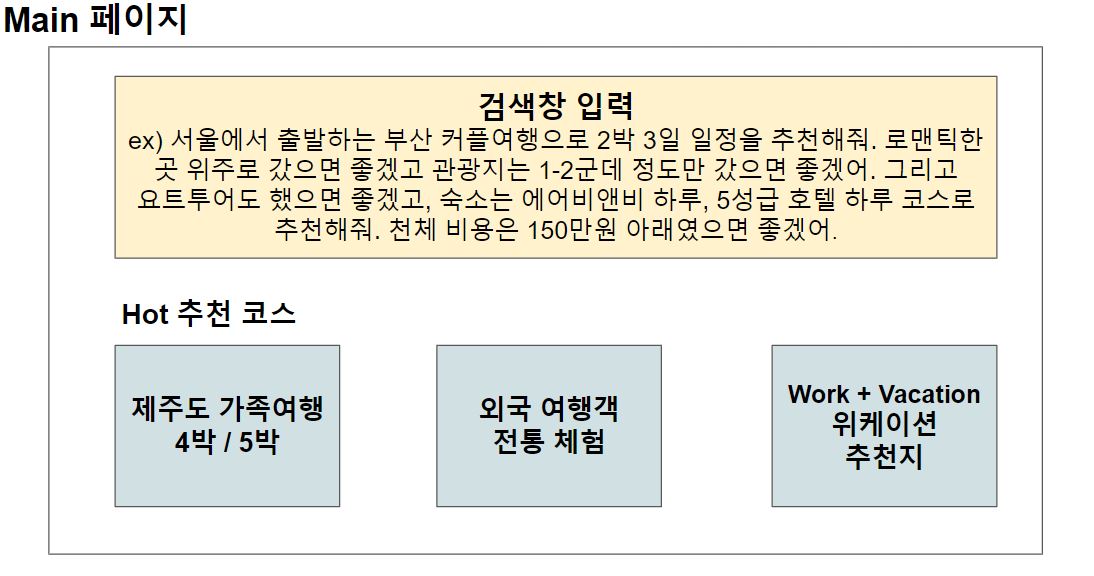 Main 페이지
검색창 입력
ex) 서울에서 출발하는 부산 커플여행으로 2박 3일 일정을 추천해줘. 로맨틱한
곳 위주로 갔으면 좋겠고 관광지는 1-2군데 정도만 갔으면 좋겠어. 그리고
요트투어도 했으면 좋겠고, 숙소는 에어비앤비 하루, 5성급 호텔 하루 코스로
추천해줘. 천체 비용은 150만원 아래였으면 좋겠어.
Hot 추천 코스
제주도 가족여행
4박 / 5박
외국 여행객
전통 체험
Work + Vacation
위케이션
추천지